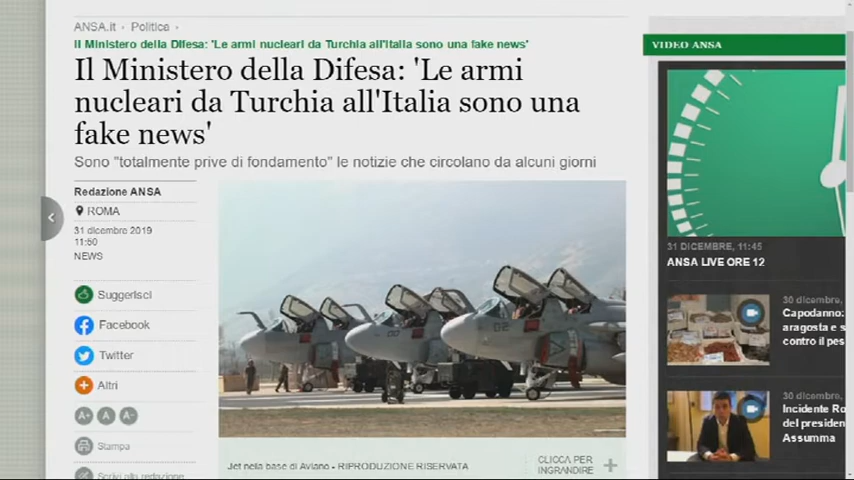 ANSA.it › Politica ›
Il Ministero della Difesa: 'Le armi nucleari da Turchia all'Italia sono una fake news'
Il Ministero della Difesa: 'Le armi
nucleari da Turchia all'Italia sono una
fake news'
Sono "totalmente prive di fondamento" le notizie che circolano da alcuni giorni
Redazione ANSA
ROMA
31 dicembre 2019
11:50
NEWS
Suggerisci
Facebook
Twitter
Altri
A+ A A-
Stampa
Scrivi alla redazione
02
Jet nella base di Aviano - RIPRODUZIONE RISERVATA
CLICCA PER
INGRANDIRE +
VIDEO ANSA
31 DICEMBRE, 11:45
ANSA LIVE ORE 12
30 dicembre,
Capodanno:
aragosta e s
contro il pes
30 dicembre,
Incidente Ro
del presiden
Assumma